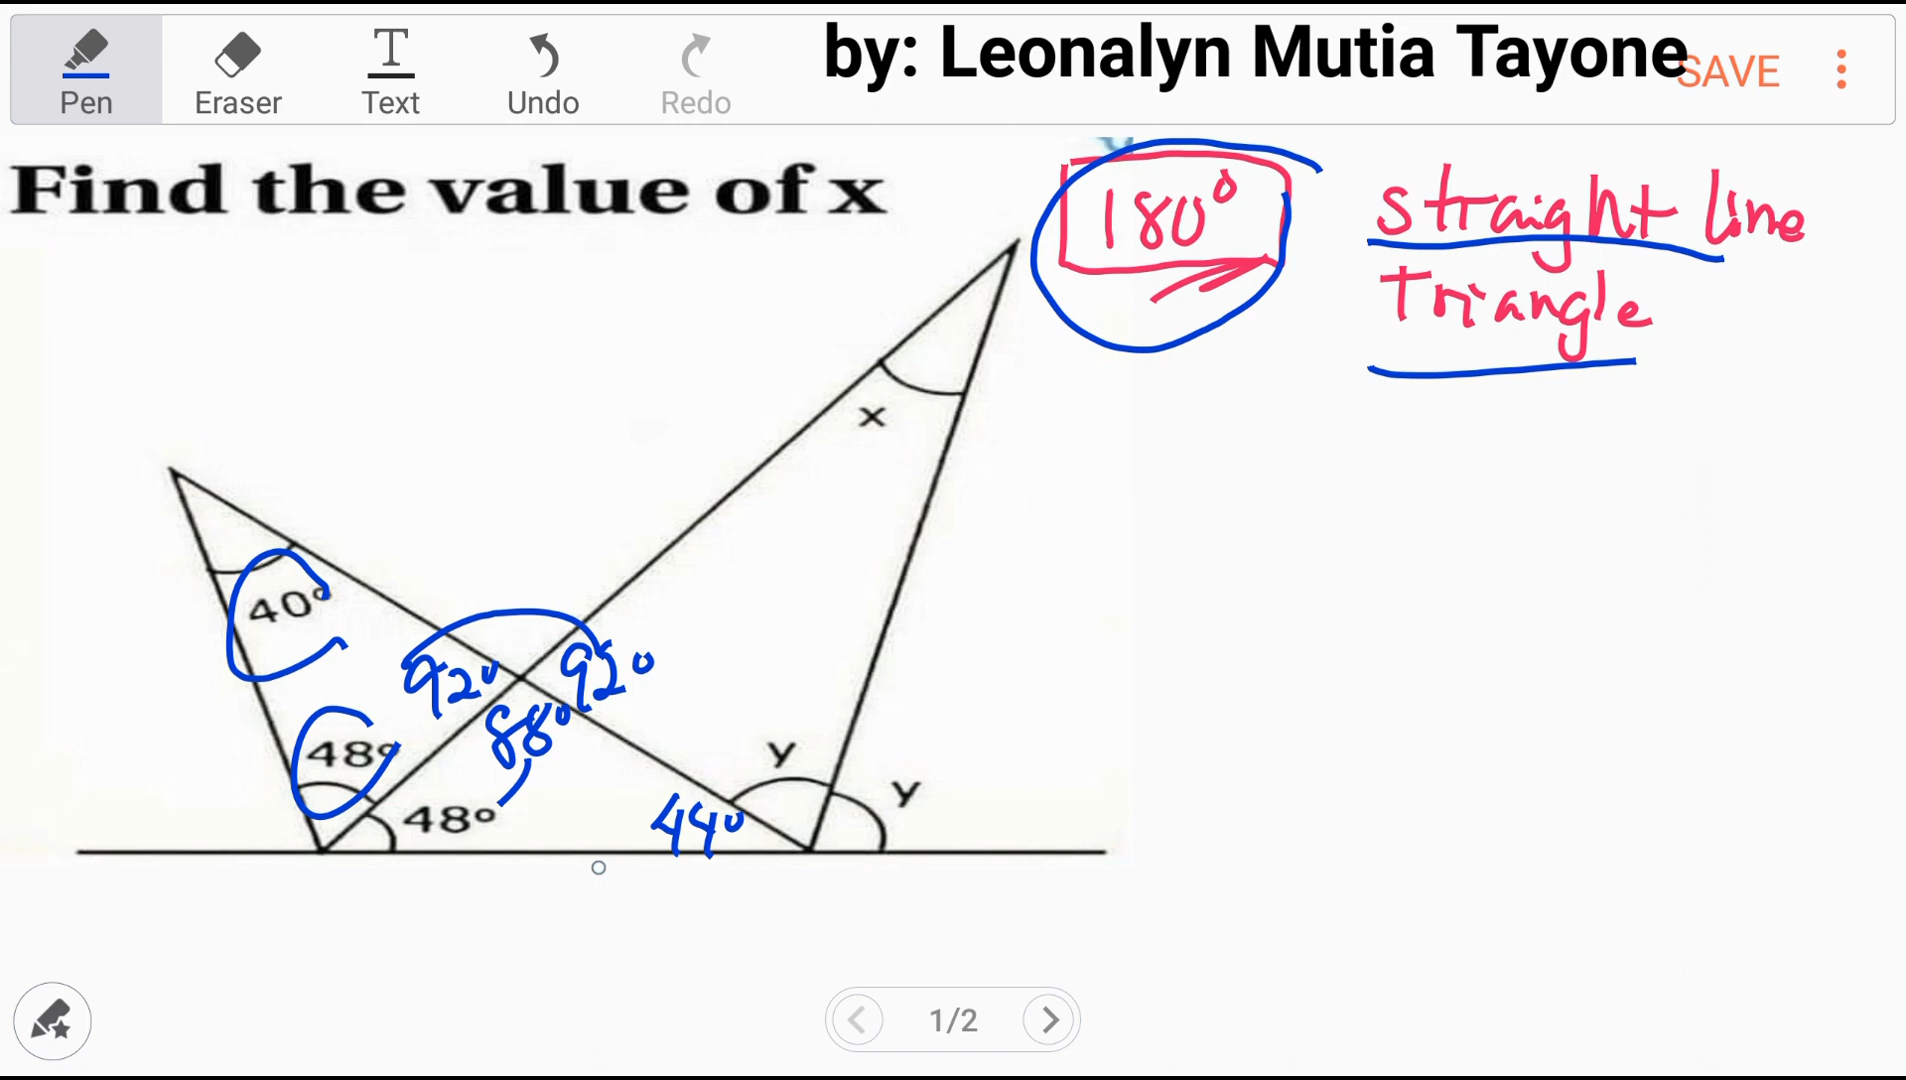 Pen
Eraser
Text
Undo
Redo
by: Leonalyn Mutia Tayone
SAVE
Find the value of x
180°
straight line
triangle
x
40°
92°
92°
88°
48°
48°
44°
y
y
1/2